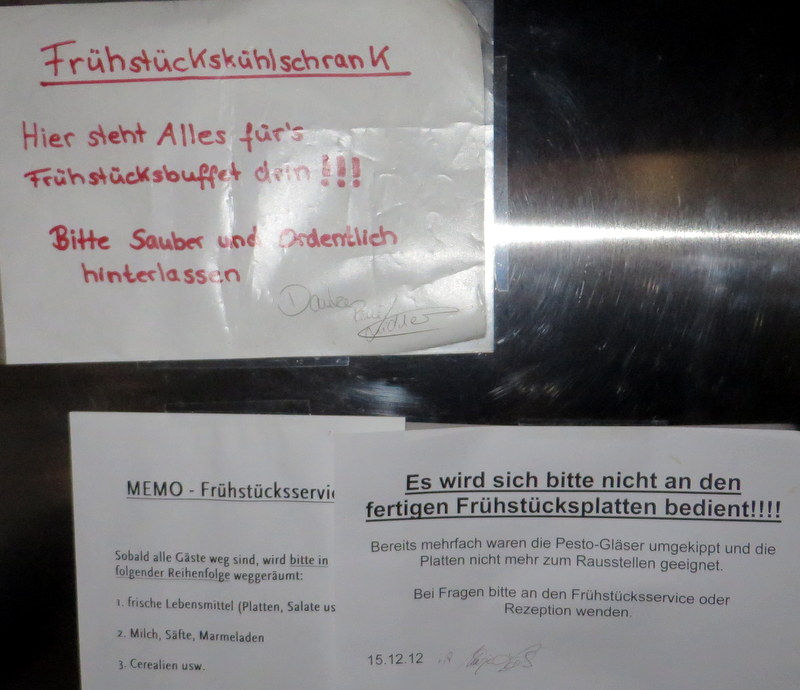 Frühstückskühlschrank
Hier steht Alles für's
Frühstücksbuffet drin !!!
Bitte Sauber und Ordentlich
hinterlassen
MEMO - Frühstücksservic
Sobald alle Gäste weg sind, wird bitte in
folgender Reihenfolge weggeräumt:
1. frische Lebensmittel (Platten, Salate us
2. Milch, Säfte, Marmeladen
3. Cerealien usw.
Es wird sich bitte nicht an den
fertigen Frühstücksplatten bedient!!!!
Bereits mehrfach waren die Pesto-Gläser umgekippt und die
Platten nicht mehr zum Rausstellen geeignet.
Bei Fragen bitte an den Frühstücksservice oder
Rezeption wenden.
15.12.12